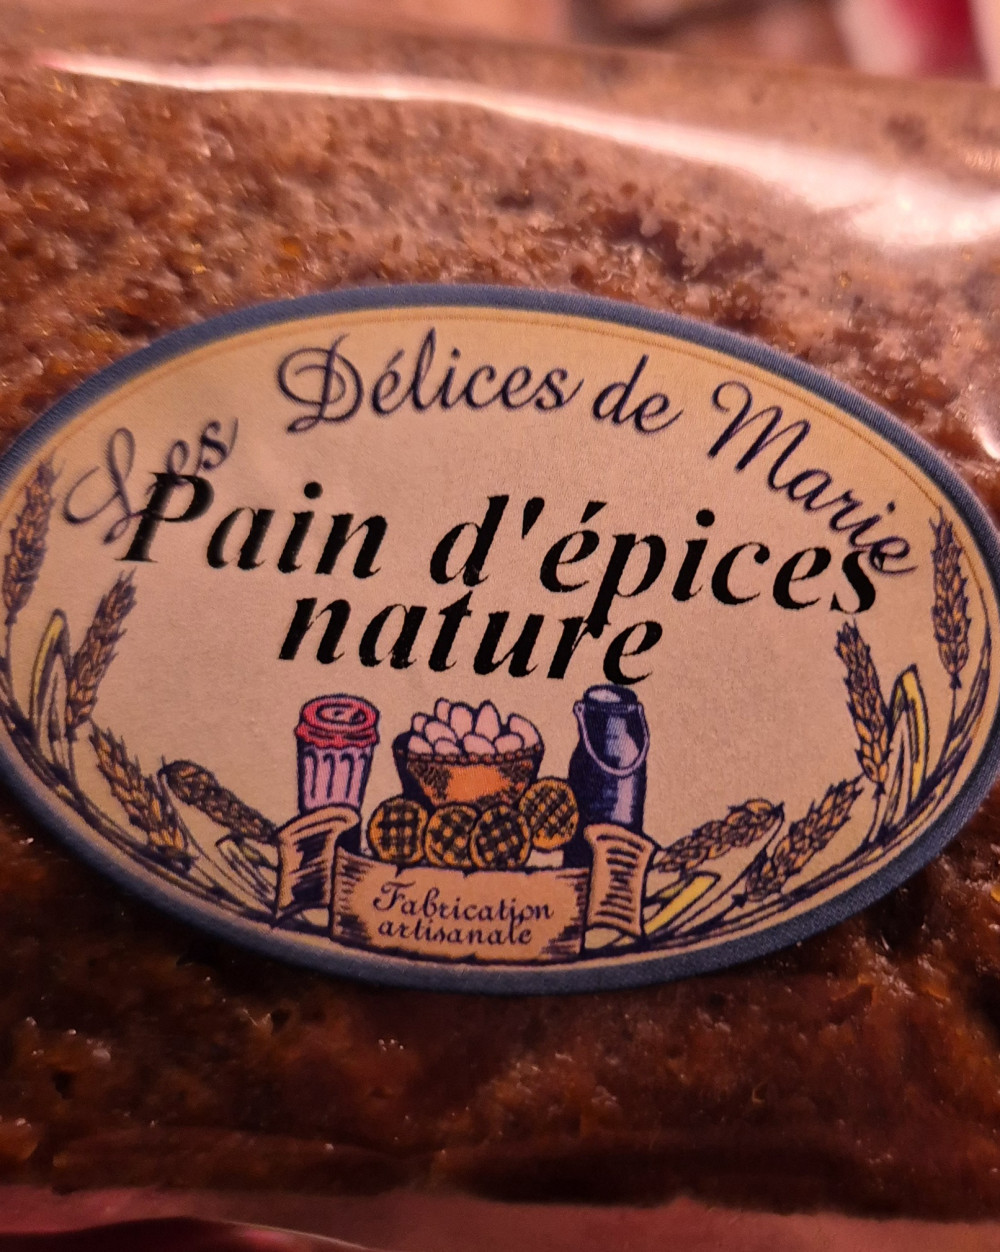 Les Délices de Marie
Pain d'épices
nature
Fabrication
artisanale